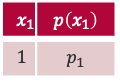 x₁ p(x₁)
1 p₁